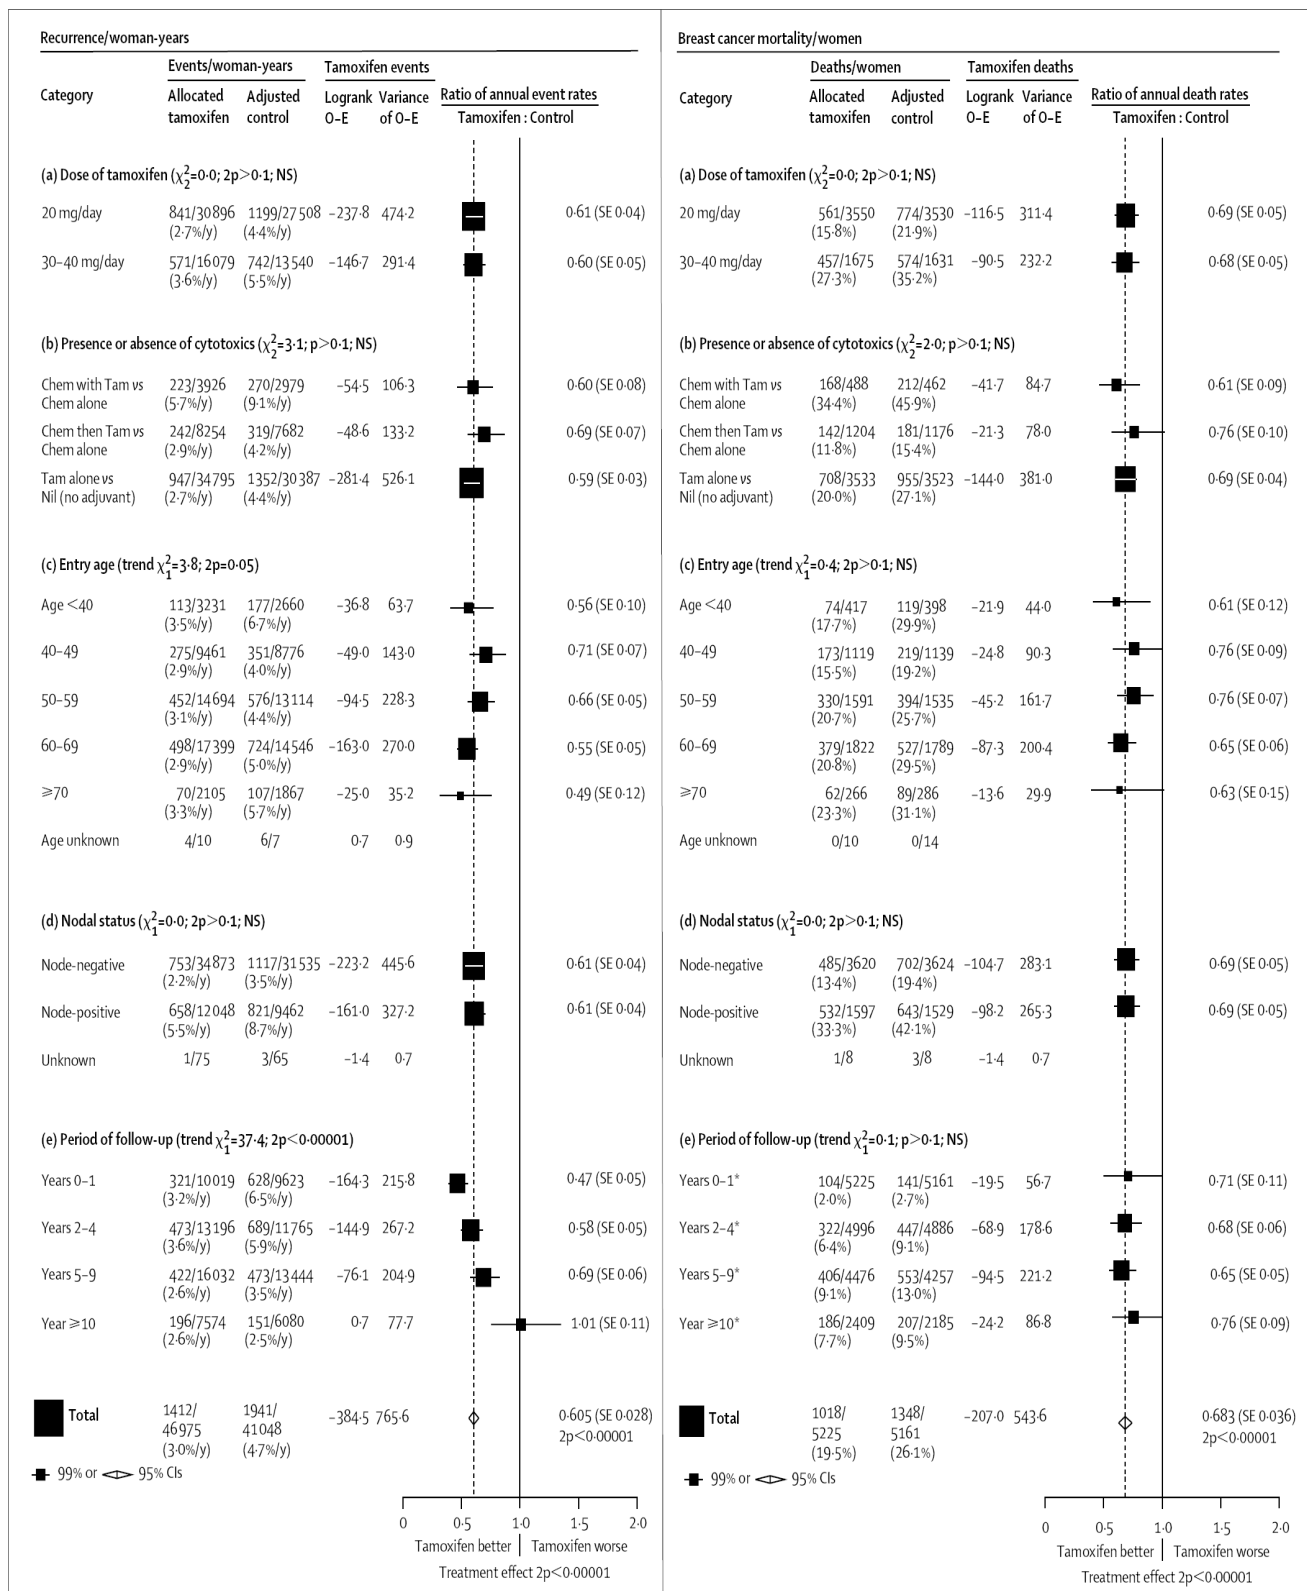 Recurrence/woman-years
Events/woman-years Tamoxifen events
Category Allocated Adjusted Logrank Variance Ratio of annual event rates
tamoxifen control O–E of O–E Tamoxifen : Control
(a) Dose of tamoxifen (χ²₂=0·0; 2p>0·1; NS)
20 mg/day 841/30 896 1199/27 508 –237·8 474·2 0·61 (SE 0·04)
(2·7%/y) (4·4%/y)
30–40 mg/day 571/16 079 742/13 540 –146·7 291·4 0·60 (SE 0·05)
(3·6%/y) (5·5%/y)
(b) Presence or absence of cytotoxics (χ²₂=3·1; p>0·1; NS)
Chem with Tam vs 223/3926 270/2979 –54·5 106·3 0·60 (SE 0·08)
Chem alone (5·7%/y) (9·1%/y)
Chem then Tam vs 242/8254 319/7682 –48·6 133·2 0·69 (SE 0·07)
Chem alone (2·9%/y) (4·2%/y)
Tam alone vs 947/34 795 1352/30 387 –281·4 526·1 0·59 (SE 0·03)
Nil (no adjuvant) (2·7%/y) (4·4%/y)
(c) Entry age (trend χ²₁=3·8; 2p=0·05)
Age <40 113/3231 177/2660 –36·8 63·7 0·56 (SE 0·10)
(3·5%/y) (6·7%/y)
40–49 275/9461 351/8776 –49·0 143·0 0·71 (SE 0·07)
(2·9%/y) (4·0%/y)
50–59 452/14 694 576/13 114 –94·5 228·3 0·66 (SE 0·05)
(3·1%/y) (4·4%/y)
60–69 498/17 399 724/14 546 –163·0 270·0 0·55 (SE 0·05)
(2·9%/y) (5·0%/y)
⩾70 70/2105 107/1867 –25·0 35·2 0·49 (SE 0·12)
(3·3%/y) (5·7%/y)
Age unknown 4/10 6/7 0·7 0·9
(d) Nodal status (χ²₁=0·0; 2p>0·1; NS)
Node-negative 753/34 873 1117/31 535 –223·2 445·6 0·61 (SE 0·04)
(2·2%/y) (3·5%/y)
Node-positive 658/12 048 821/9462 –161·0 327·2 0·61 (SE 0·04)
(5·5%/y) (8·7%/y)
Unknown 1/75 3/65 –1·4 0·7
(e) Period of follow-up (trend χ²₁=37·4; 2p<0·00001)
Years 0–1 321/10 019 628/9623 –164·3 215·8 0·47 (SE 0·05)
(3·2%/y) (6·5%/y)
Years 2–4 473/13 196 689/11 765 –144·9 267·2 0·58 (SE 0·05)
(3·6%/y) (5·9%/y)
Years 5–9 422/16 032 473/13 444 –76·1 204·9 0·69 (SE 0·06)
(2·6%/y) (3·5%/y)
Year ⩾10 196/7574 151/6080 0·7 77·7 1·01 (SE 0·11)
(2·6%/y) (2·5%/y)
Total 1412/ 1941/ –384·5 765·6 0·605 (SE 0·028)
46 975 41 048 2p<0·00001
(3·0%/y) (4·7%/y)
99% or 95% CIs
0 0·5 1·0 1·5 2·0
Tamoxifen better Tamoxifen worse
Treatment effect 2p<0·00001
Breast cancer mortality/women
Deaths/women Tamoxifen deaths
Category Allocated Adjusted Logrank Variance Ratio of annual death rates
tamoxifen control O–E of O–E Tamoxifen : Control
(a) Dose of tamoxifen (χ²₂=0·0; 2p>0·1; NS)
20 mg/day 561/3550 774/3530 –116·5 311·4 0·69 (SE 0·05)
(15·8%) (21·9%)
30–40 mg/day 457/1675 574/1631 –90·5 232·2 0·68 (SE 0·05)
(27·3%) (35·2%)
(b) Presence or absence of cytotoxics (χ²₂=2·0; p>0·1; NS)
Chem with Tam vs 168/488 212/462 –41·7 84·7 0·61 (SE 0·09)
Chem alone (34·4%) (45·9%)
Chem then Tam vs 142/1204 181/1176 –21·3 78·0 0·76 (SE 0·10)
Chem alone (11·8%) (15·4%)
Tam alone vs 708/3533 955/3523 –144·0 381·0 0·69 (SE 0·04)
Nil (no adjuvant) (20·0%) (27·1%)
(c) Entry age (trend χ²₁=0·4; 2p>0·1; NS)
Age <40 74/417 119/398 –21·9 44·0 0·61 (SE 0·12)
(17·7%) (29·9%)
40–49 173/1119 219/1139 –24·8 90·3 0·76 (SE 0·09)
(15·5%) (19·2%)
50–59 330/1591 394/1535 –45·2 161·7 0·76 (SE 0·07)
(20·7%) (25·7%)
60–69 379/1822 527/1789 –87·3 200·4 0·65 (SE 0·06)
(20·8%) (29·5%)
⩾70 62/266 89/286 –13·6 29·9 0·63 (SE 0·15)
(23·3%) (31·1%)
Age unknown 0/10 0/14
(d) Nodal status (χ²₁=0·0; 2p>0·1; NS)
Node-negative 485/3620 702/3624 –104·7 283·1 0·69 (SE 0·05)
(13·4%) (19·4%)
Node-positive 532/1597 643/1529 –98·2 265·3 0·69 (SE 0·05)
(33·3%) (42·1%)
Unknown 1/8 3/8 –1·4 0·7
(e) Period of follow-up (trend χ²₁=0·1; p>0·1; NS)
Years 0–1* 104/5225 141/5161 –19·5 56·7 0·71 (SE 0·11)
(2·0%) (2·7%)
Years 2–4* 322/4996 447/4886 –68·9 178·6 0·68 (SE 0·06)
(6·4%) (9·1%)
Years 5–9* 406/4476 553/4257 –94·5 221·2 0·65 (SE 0·05)
(9·1%) (13·0%)
Year ⩾10* 186/2409 207/2185 –24·2 86·8 0·76 (SE 0·09)
(7·7%) (9·5%)
Total 1018/ 1348/ –207·0 543·6 0·683 (SE 0·036)
5225 5161 2p<0·00001
(19·5%) (26·1%)
99% or 95% CIs
0 0·5 1·0 1·5 2·0
Tamoxifen better Tamoxifen worse
Treatment effect 2p<0·00001